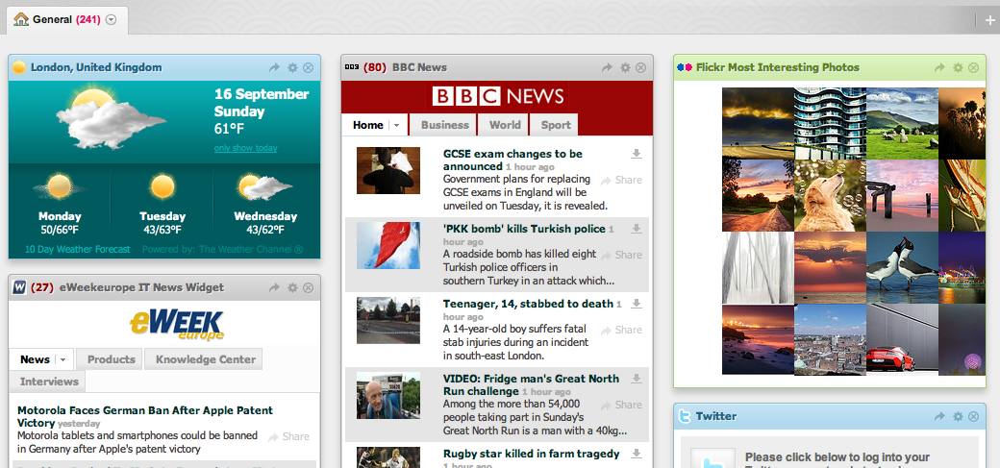 General (241)
London, United Kingdom
16 September
Sunday
61°F
only show today
Monday
50/66°F
Tuesday
43/63°F
Wednesday
43/62°F
10 Day Weather Forecast Powered by: The Weather Channel ®
(27) eWeekeurope IT News Widget
eWEEK
europe
News Products Knowledge Center
Interviews
Motorola Faces German Ban After Apple Patent
Victory yesterday
Motorola tablets and smartphones could be banned
in Germany after Apple's patent victory
Share
BBC (80) BBC News
BBC NEWS
Home Business World Sport
GCSE exam changes to be
announced 1 hour ago
Government plans for replacing
GCSE exams in England will be
unveiled on Tuesday, it is revealed.
Share
'PKK bomb' kills Turkish police 1
hour ago
A roadside bomb has killed eight
Turkish police officers in
southern Turkey in an attack which...
Share
Teenager, 14, stabbed to death 1
hour ago
A 14-year-old boy suffers fatal
stab injuries during an incident
in south-east London.
Share
VIDEO: Fridge man's Great North
Run challenge 1 hour ago
Among the more than 54,000
people taking part in Sunday's
Great North Run is a man with a 40kg...
Share
Rugby star killed in farm tragedy
1 hour ago
Flickr Most Interesting Photos
Twitter
Please click below to log into your